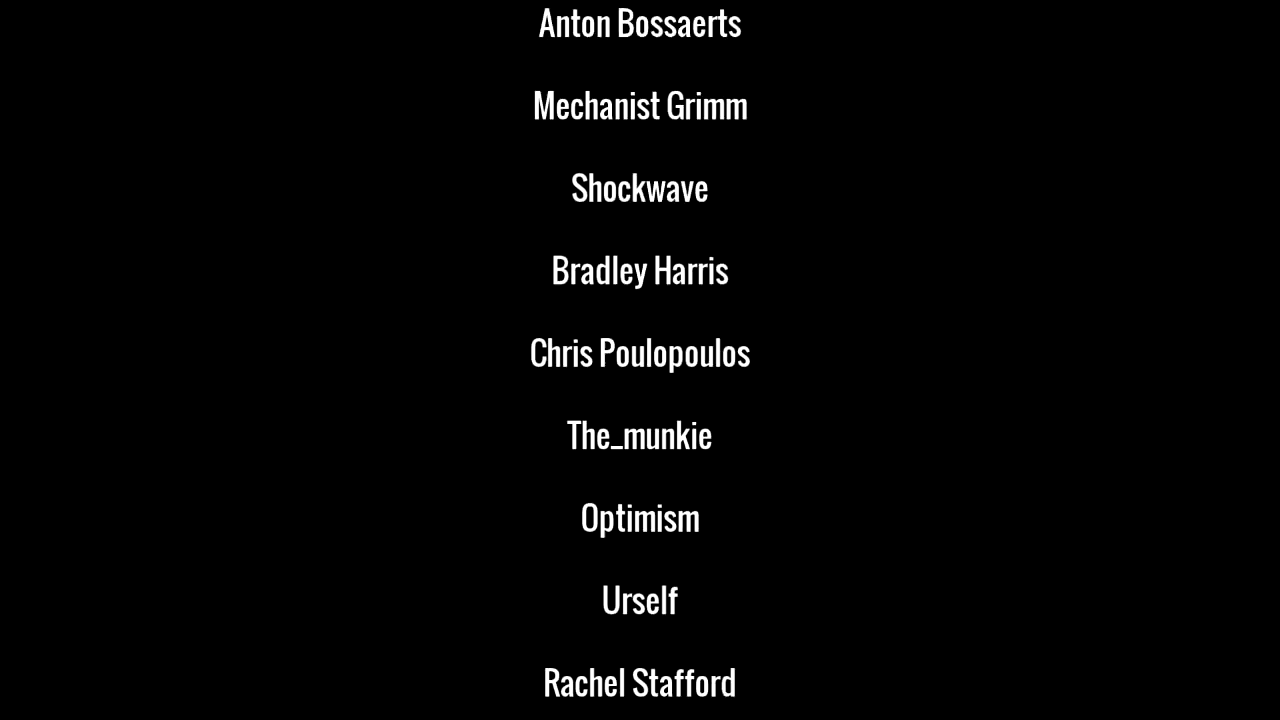 Anton Bossaerts
Mechanist Grimm
Shockwave
Bradley Harris
Chris Poulopoulos
The_munkie
Optimism
Urself
Rachel Stafford